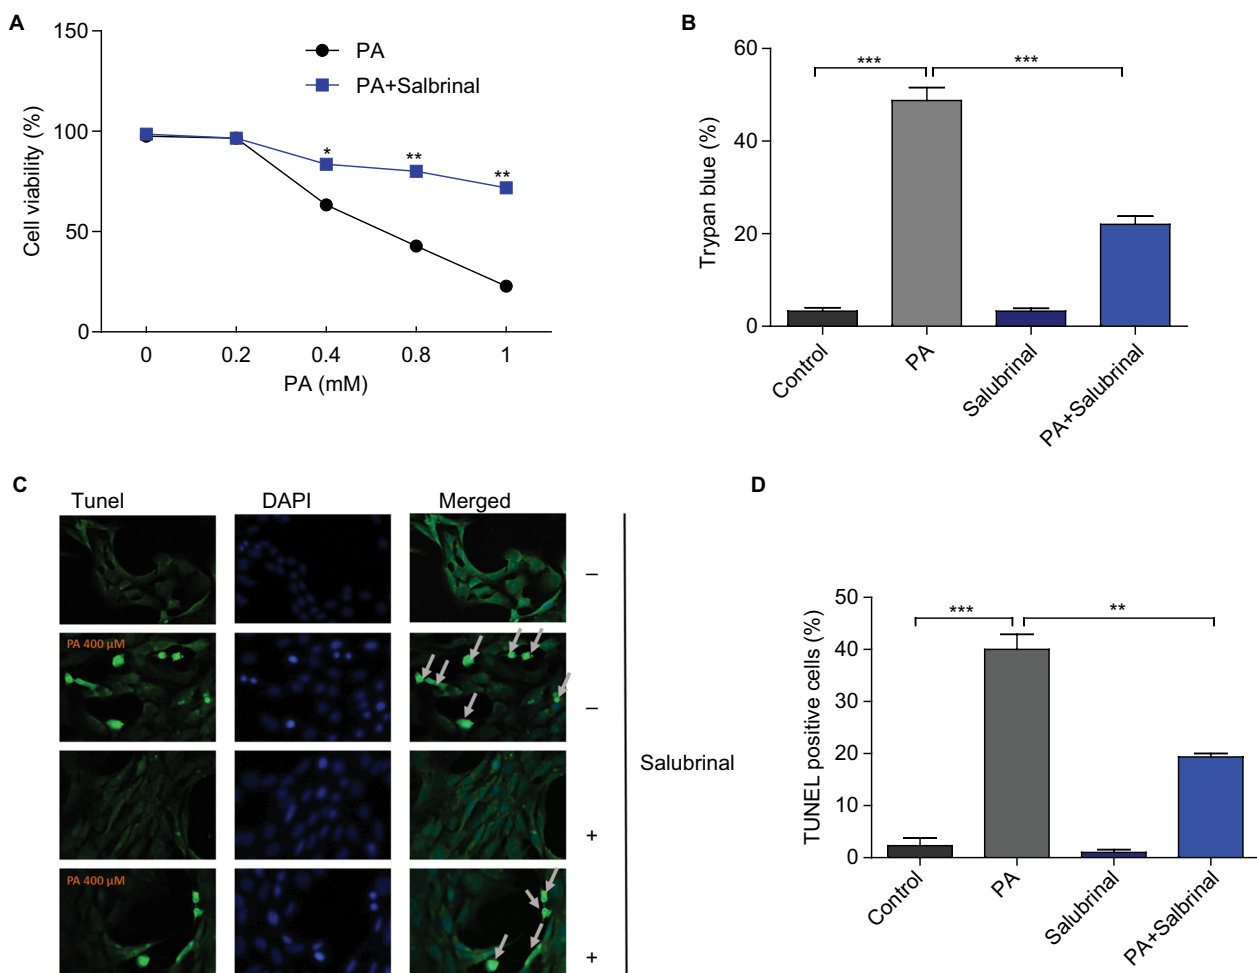 A
150
100
50
0
Cell viability (%)
PA
PA+Salbrinal
*
**
**
0 0.2 0.4 0.8 1
PA (mM)
B
60
40
20
0
Trypan blue (%)
***
***
Control
PA
Salubrinal
PA+Salubrinal
C
Tunel DAPI Merged
–
PA 400 µM
–
+
PA 400 µM
+
Salubrinal
D
50
40
30
20
10
0
TUNEL positive cells (%)
***
**
Control
PA
Salubrinal
PA+Salbrinal